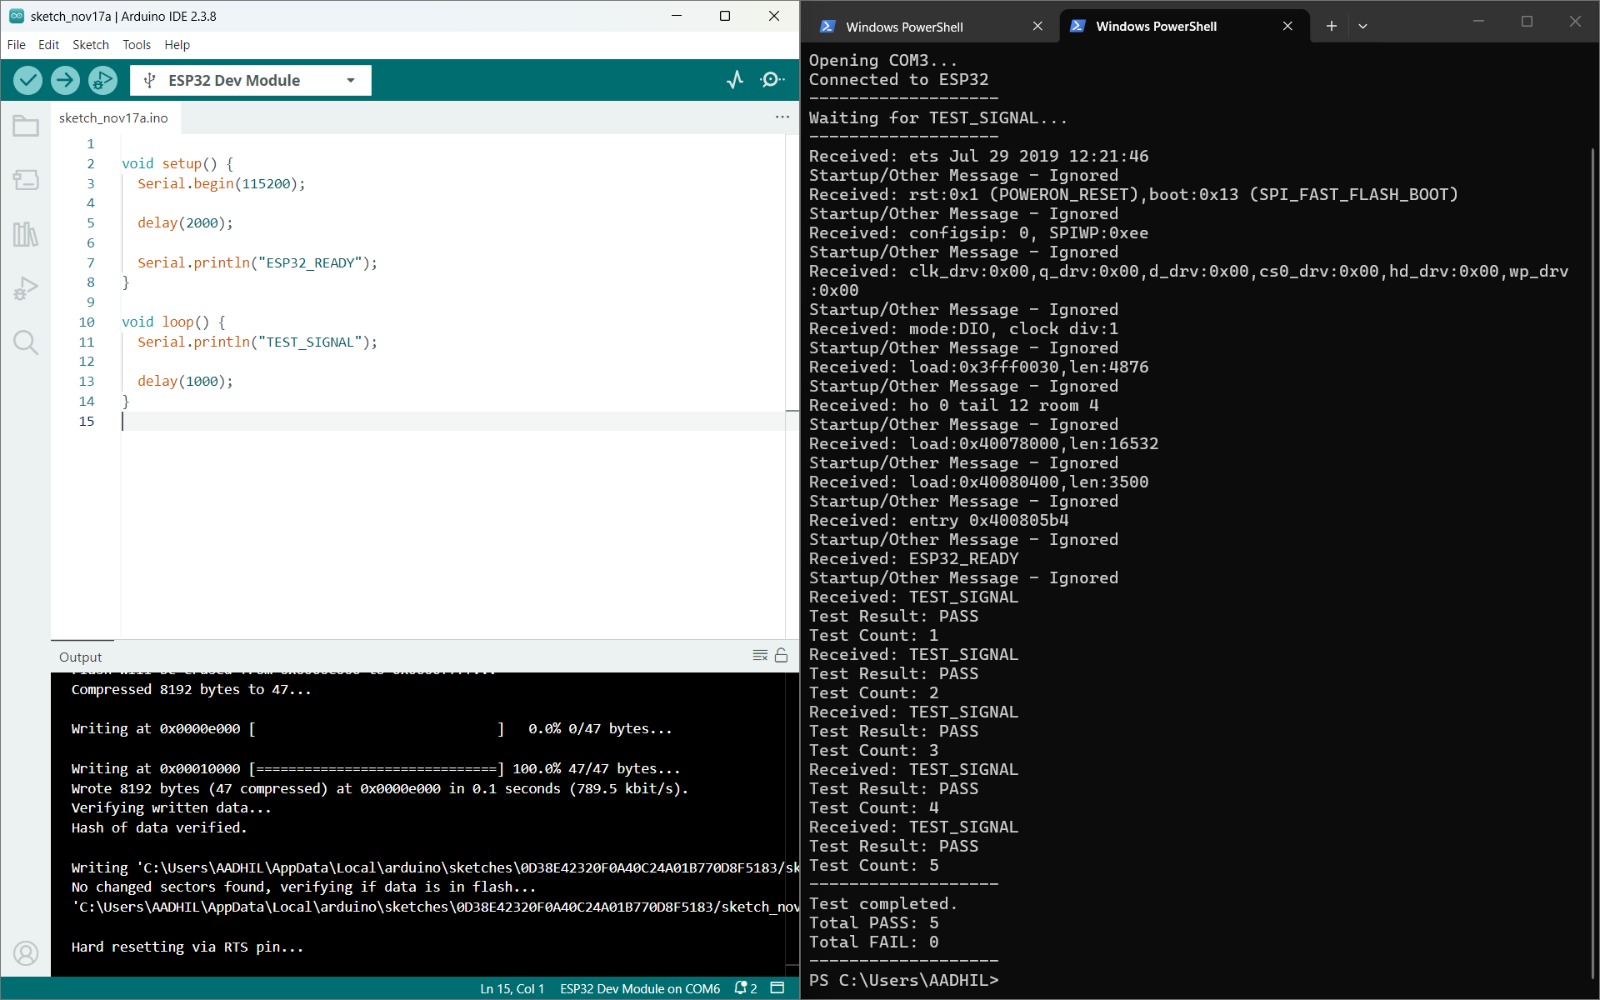 sketch_nov17a | Arduino IDE 2.3.8
File Edit Sketch Tools Help
ESP32 Dev Module
sketch_nov17a.ino
1
2 void setup() {
3 Serial.begin(115200);
4
5 delay(2000);
6
7 Serial.println("ESP32_READY");
8 }
9
10 void loop() {
11 Serial.println("TEST_SIGNAL");
12
13 delay(1000);
14 }
15
Output
Compressed 8192 bytes to 47...
Writing at 0x0000e000 [ ] 0.0% 0/47 bytes...
Writing at 0x00010000 [==============================] 100.0% 47/47 bytes...
Wrote 8192 bytes (47 compressed) at 0x0000e000 in 0.1 seconds (789.5 kbit/s).
Verifying written data...
Hash of data verified.
Writing 'C:\Users\AADHIL\AppData\Local\arduino\sketches\0D38E42320F0A40C24A01B770D8F5183/sk
No changed sectors found, verifying if data is in flash...
'C:\Users\AADHIL\AppData\Local\arduino\sketches\0D38E42320F0A40C24A01B770D8F5183/sketch_nov
Hard resetting via RTS pin...
Ln 15, Col 1 ESP32 Dev Module on COM6 2
Windows PowerShell
Windows PowerShell
Opening COM3...
Connected to ESP32
-------------------
Waiting for TEST_SIGNAL...
-------------------
Received: ets Jul 29 2019 12:21:46
Startup/Other Message - Ignored
Received: rst:0x1 (POWERON_RESET),boot:0x13 (SPI_FAST_FLASH_BOOT)
Startup/Other Message - Ignored
Received: configsip: 0, SPIWP:0xee
Startup/Other Message - Ignored
Received: clk_drv:0x00,q_drv:0x00,d_drv:0x00,cs0_drv:0x00,hd_drv:0x00,wp_drv
:0x00
Startup/Other Message - Ignored
Received: mode:DIO, clock div:1
Startup/Other Message - Ignored
Received: load:0x3fff0030,len:4876
Startup/Other Message - Ignored
Received: ho 0 tail 12 room 4
Startup/Other Message - Ignored
Received: load:0x40078000,len:16532
Startup/Other Message - Ignored
Received: load:0x40080400,len:3500
Startup/Other Message - Ignored
Received: entry 0x400805b4
Startup/Other Message - Ignored
Received: ESP32_READY
Startup/Other Message - Ignored
Received: TEST_SIGNAL
Test Result: PASS
Test Count: 1
Received: TEST_SIGNAL
Test Result: PASS
Test Count: 2
Received: TEST_SIGNAL
Test Result: PASS
Test Count: 3
Received: TEST_SIGNAL
Test Result: PASS
Test Count: 4
Received: TEST_SIGNAL
Test Result: PASS
Test Count: 5
-------------------
Test completed.
Total PASS: 5
Total FAIL: 0
-------------------
PS C:\Users\AADHIL>